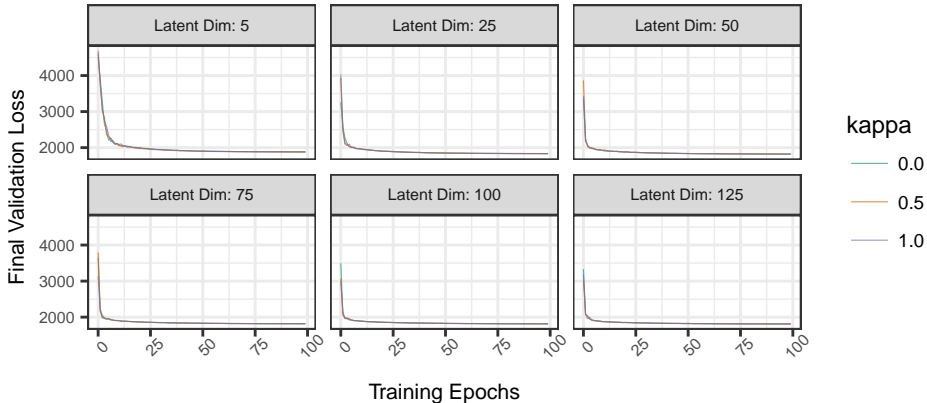 Latent Dim: 5
Latent Dim: 25
Latent Dim: 50
4000
3000
2000
Latent Dim: 75
Latent Dim: 100
Latent Dim: 125
4000
3000
2000
0
25
50
75
100
0
25
50
75
100
0
25
50
75
100
Training Epochs
Final Validation Loss
kappa
0.0
0.5
1.0